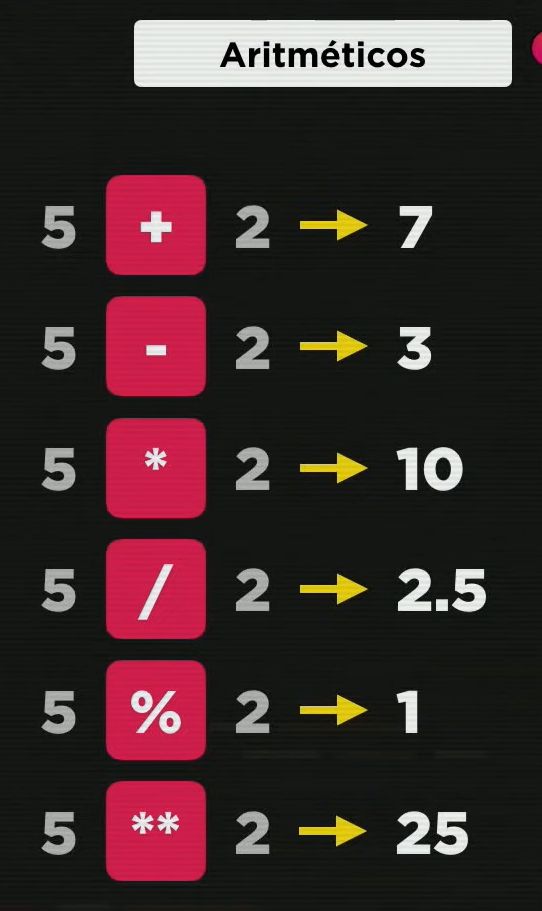 Aritméticos
5 + 2 → 7
5 - 2 → 3
5 * 2 → 10
5 / 2 → 2.5
5 % 2 → 1
5 ** 2 → 25